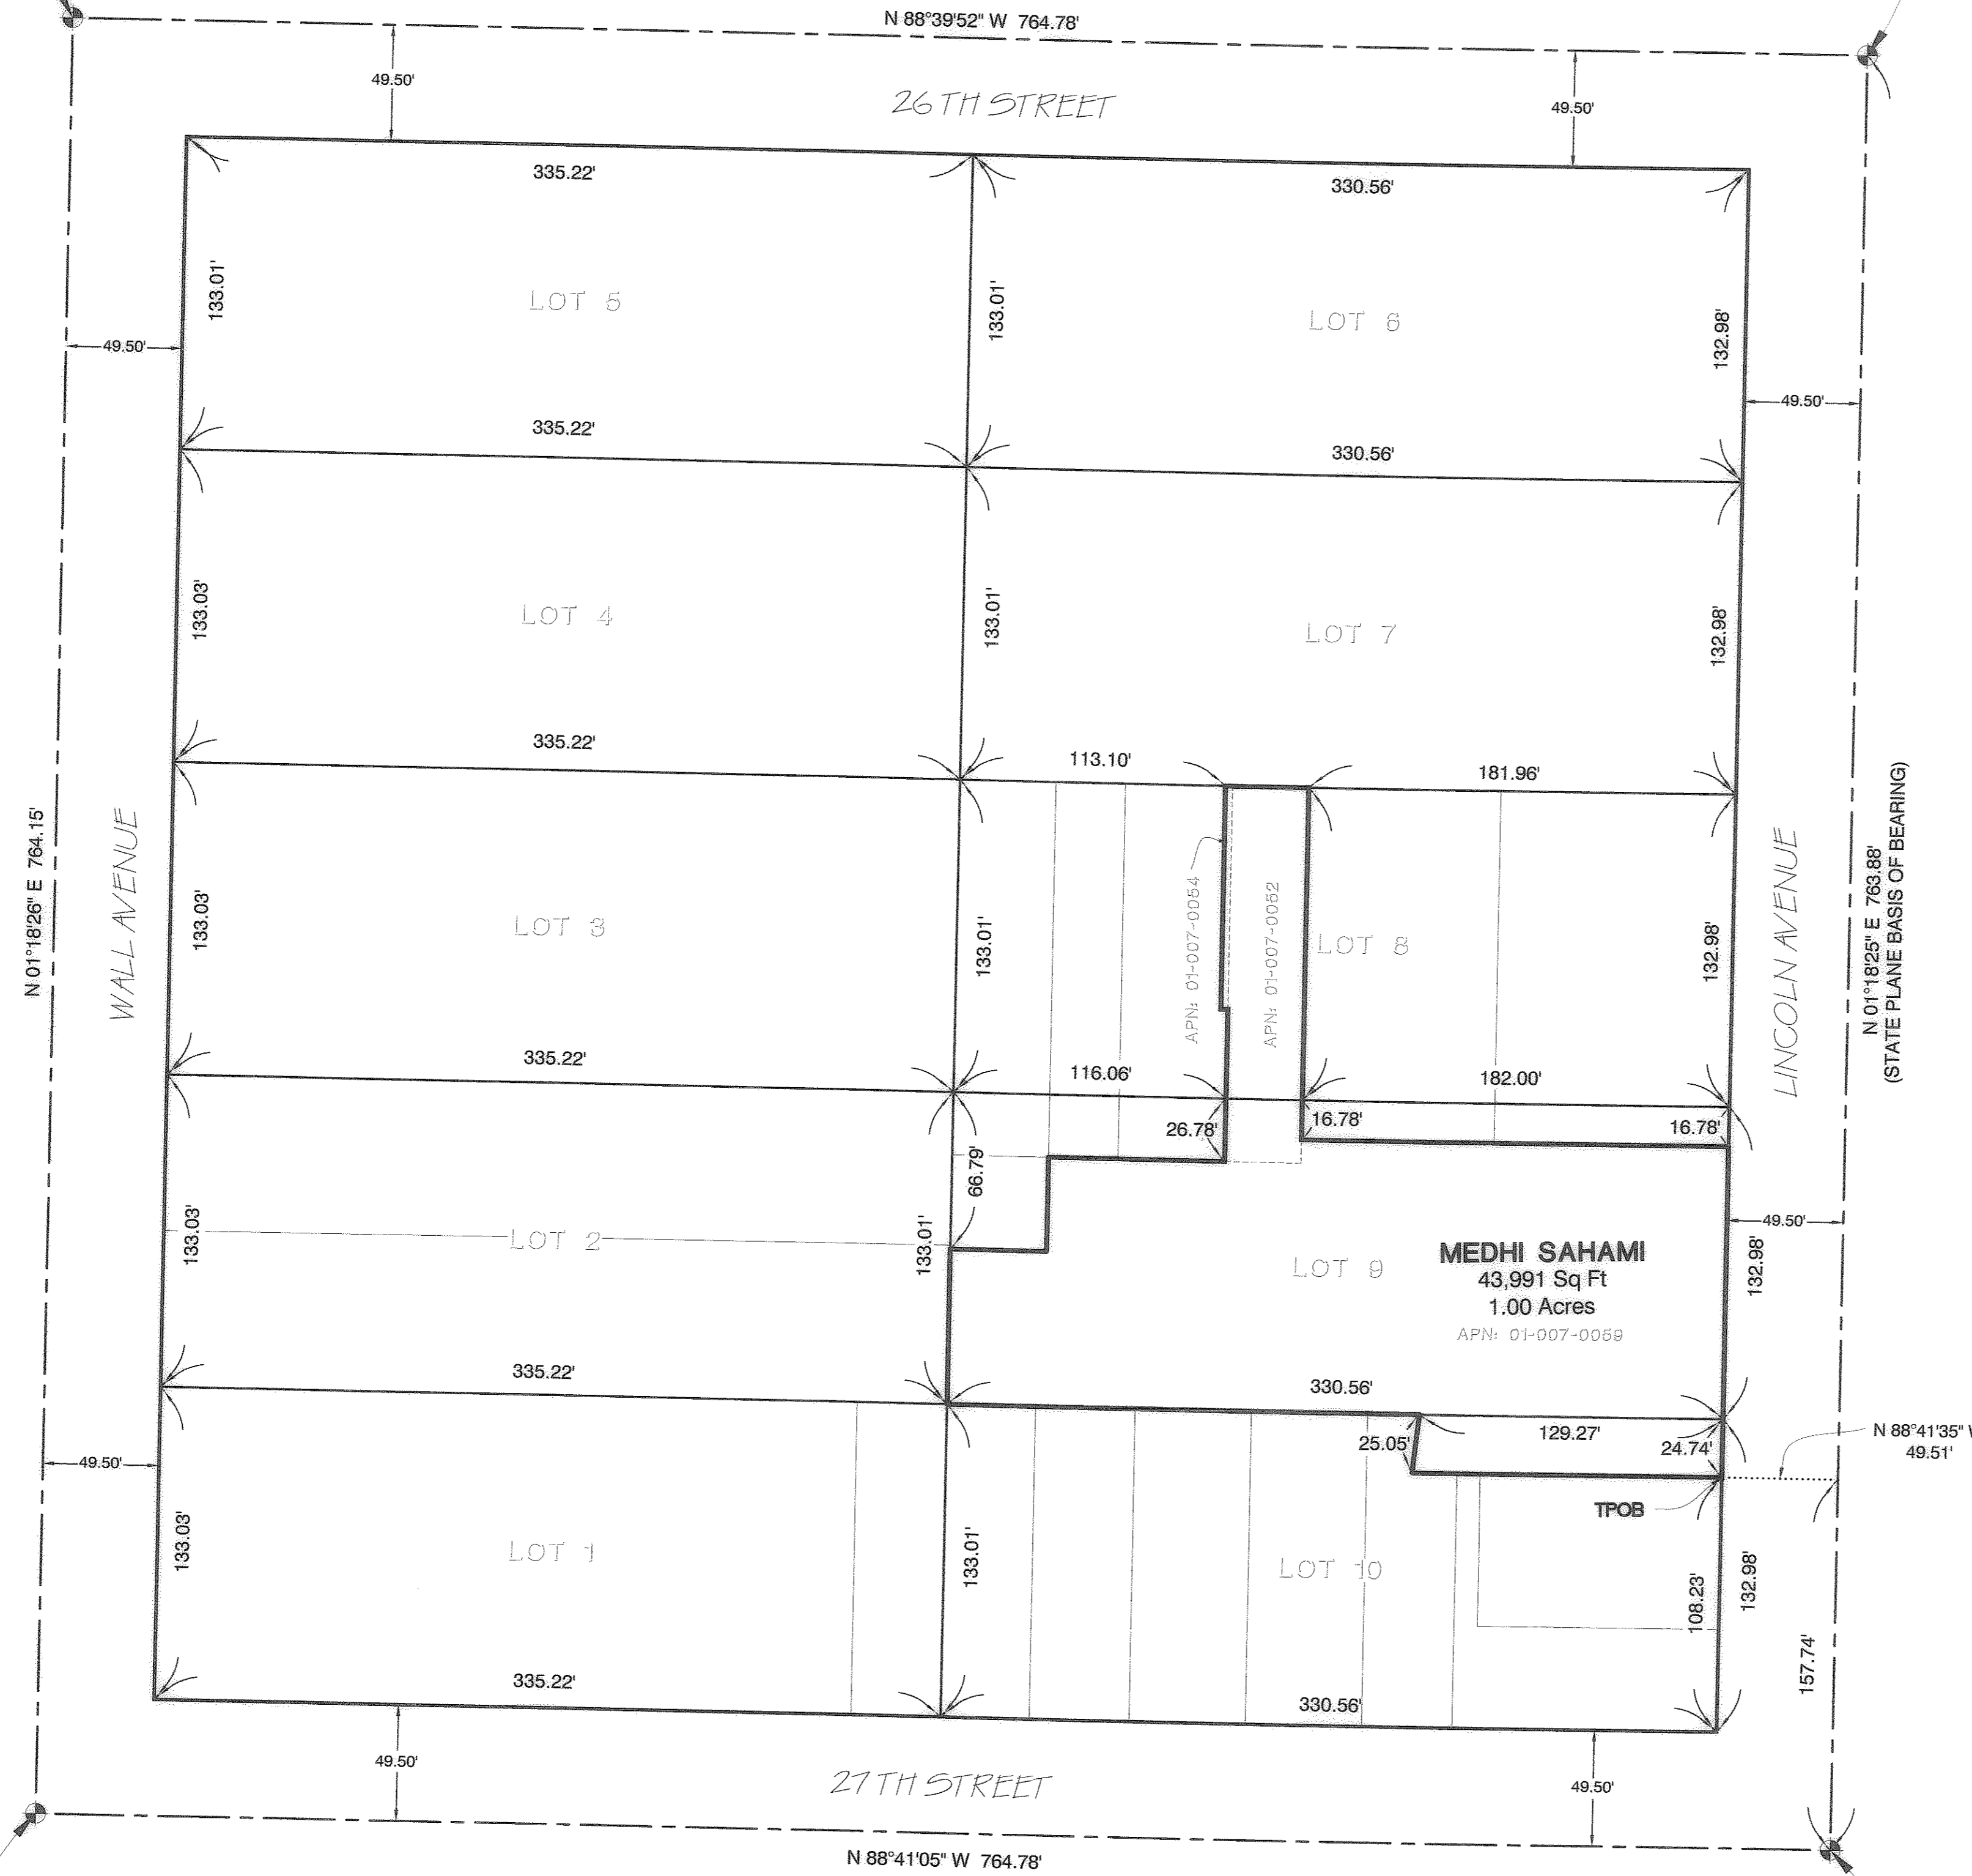 N 88°39'52" W 764.78'
49.50'
26TH STREET
49.50'
335.22'
330.56'
133.01'
LOT 5
133.01'
LOT 6
132.98'
49.50'
49.50'
335.22'
330.56'
133.03'
LOT 4
133.01'
LOT 7
132.98'
335.22'
113.10'
181.96'
N 01°18'26" E 764.15'
WALL AVENUE
133.03'
LOT 3
133.01'
APN: 01-007-0054
APN: 01-007-0052
LOT 8
132.98'
LINCOLN AVENUE
N 01°18'25" E 763.88'
(STATE PLANE BASIS OF BEARING)
335.22'
116.06'
182.00'
26.78'
16.78'
16.78'
66.79'
133.03'
LOT 2
133.01'
LOT 9
MEDHI SAHAMI
43,991 Sq Ft
1.00 Acres
APN: 01-007-0059
132.98'
49.50'
335.22'
330.56'
25.05'
129.27'
24.74'
N 88°41'35"
49.51'
49.50'
TPOB
133.03'
LOT 1
133.01'
LOT 10
108.23'
132.98'
157.74'
335.22'
330.56'
49.50'
27TH STREET
49.50'
N 88°41'05" W 764.78'